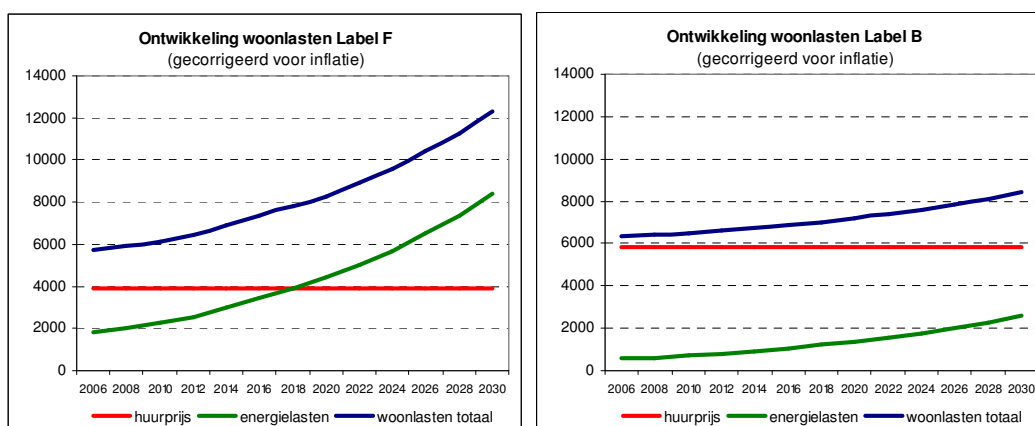 Ontwikkeling woonlasten Label F
(gecorrigeerd voor inflatie)
14000
12000
10000
8000
6000
4000
2000
0
2006 2008 2010 2012 2014 2016 2018 2020 2022 2024 2026 2028 2030
huurprijs energielasten woonlasten totaal
Ontwikkeling woonlasten Label B
(gecorrigeerd voor inflatie)
14000
12000
10000
8000
6000
4000
2000
0
2006 2008 2010 2012 2014 2016 2018 2020 2022 2024 2026 2028 2030
huurprijs energielasten woonlasten totaal